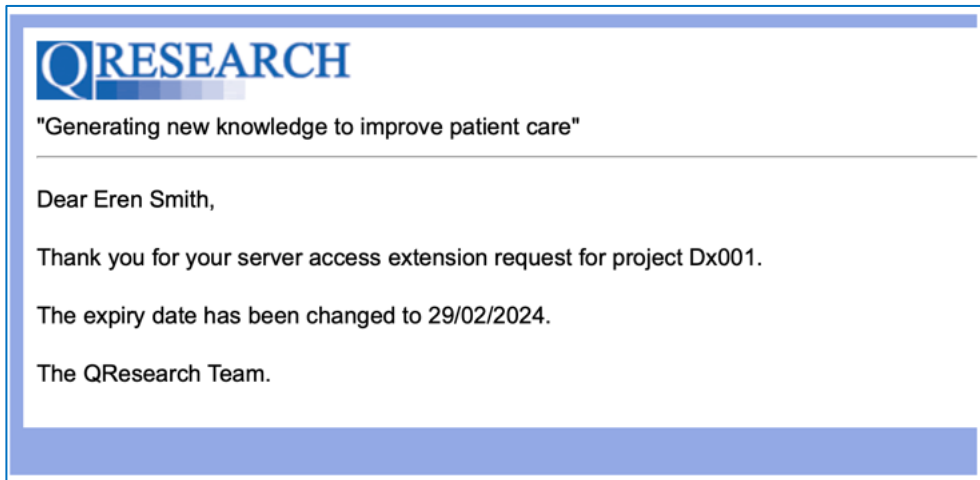 QRESEARCH
"Generating new knowledge to improve patient care"
Dear Eren Smith,
Thank you for your server access extension request for project Dx001.
The expiry date has been changed to 29/02/2024.
The QResearch Team.